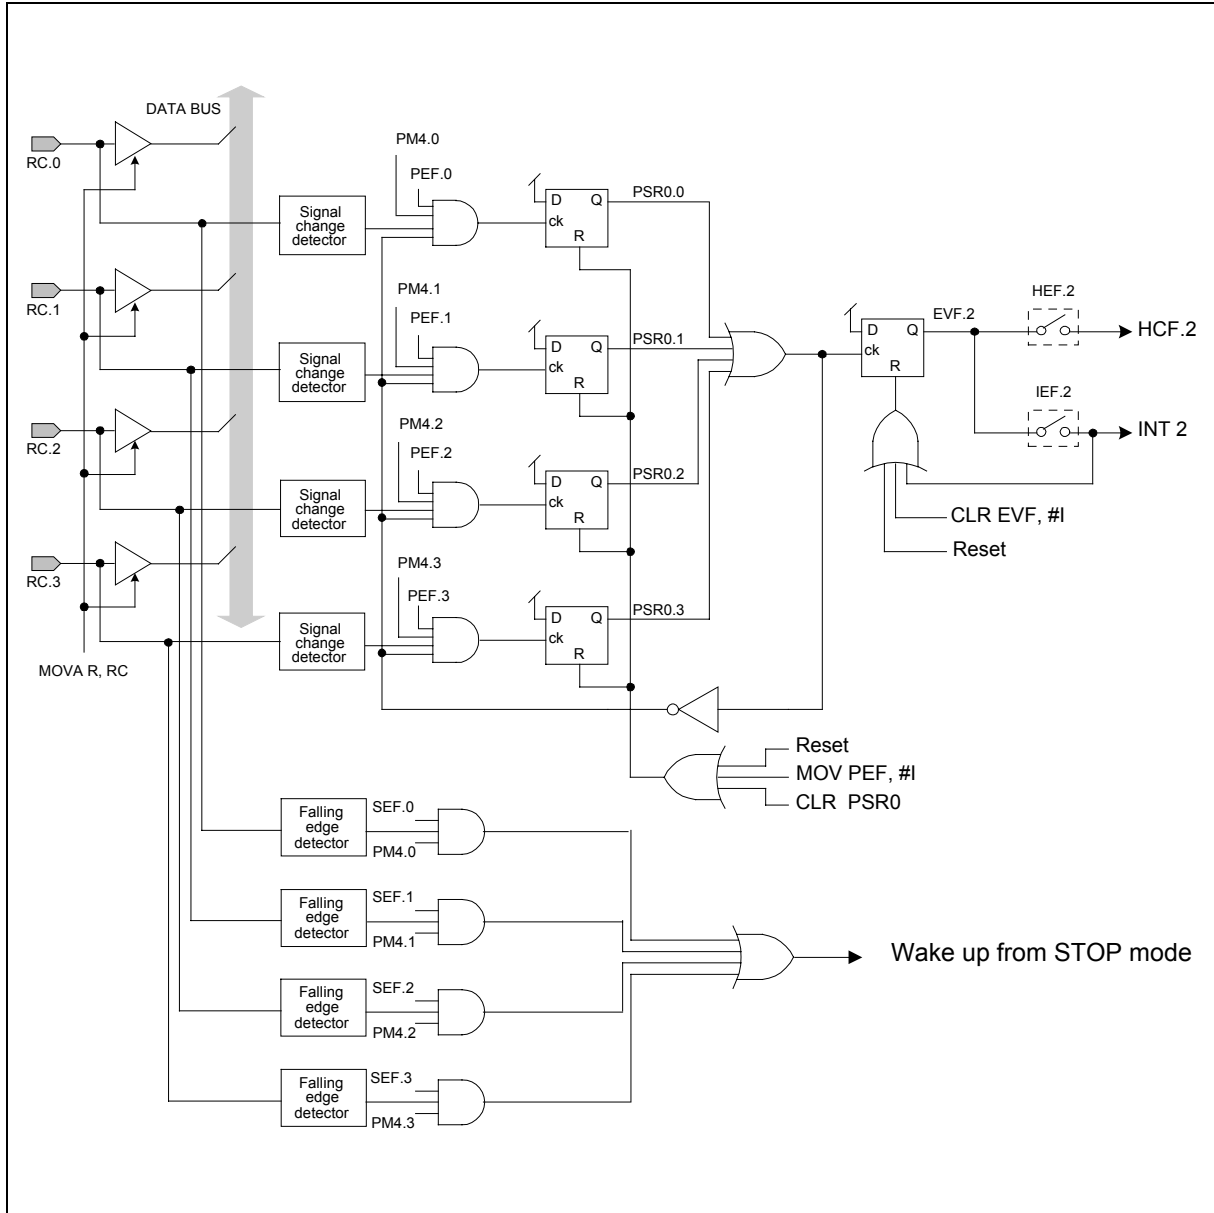 DATA BUS
RC.0
PM4.0
PEF.0
Signal
change
detector
D
Q
ck
R
PSR0.0
RC.1
PM4.1
PEF.1
Signal
change
detector
D
Q
ck
R
PSR0.1
D
Q
ck
R
EVF.2
HEF.2
HCF.2
IEF.2
INT 2
CLR EVF, #I
Reset
RC.2
PM4.2
PEF.2
Signal
change
detector
D
Q
ck
R
PSR0.2
RC.3
PM4.3
PEF.3
Signal
change
detector
D
Q
ck
R
PSR0.3
MOVA R, RC
Reset
MOV PEF, #I
CLR PSR0
Falling
edge
detector
SEF.0
PM4.0
Falling
edge
detector
SEF.1
PM4.1
Wake up from STOP mode
Falling
edge
detector
SEF.2
PM4.2
Falling
edge
detector
SEF.3
PM4.3